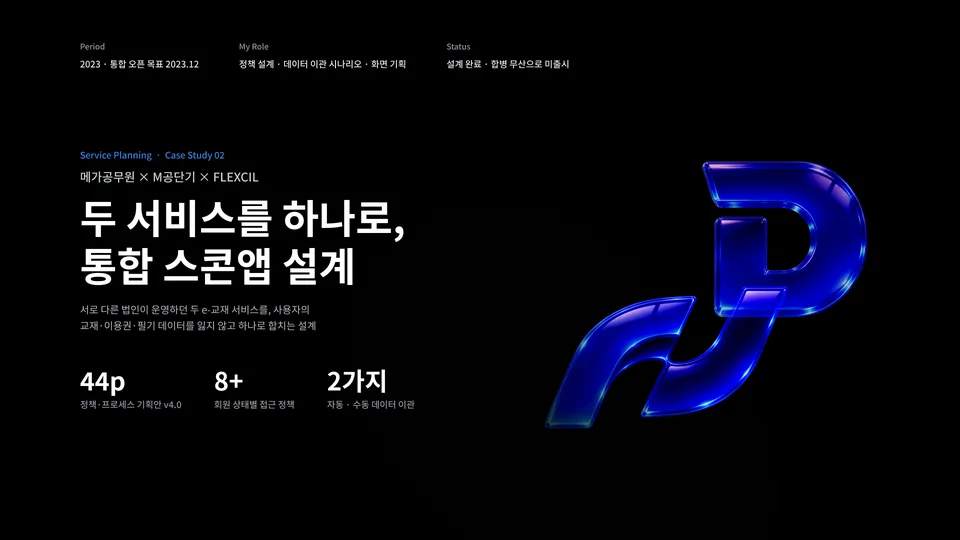 Period
2023 · 통합 오픈 목표 2023.12
My Role
정책 설계 · 데이터 이관 시나리오 · 화면 기획
Status
설계 완료 · 합병 무산으로 미출시
Service Planning · Case Study 02
메가공무원 × M공단기 × FLEXCIL
두 서비스를 하나로,
통합 스콘앱 설계
서로 다른 법인이 운영하던 두 e-교재 서비스를, 사용자의
교재·이용권·필기 데이터를 잃지 않고 하나로 합치는 설계
44p
정책·프로세스 기획안 v4.0
8+
회원 상태별 접근 정책
2가지
자동 · 수동 데이터 이관